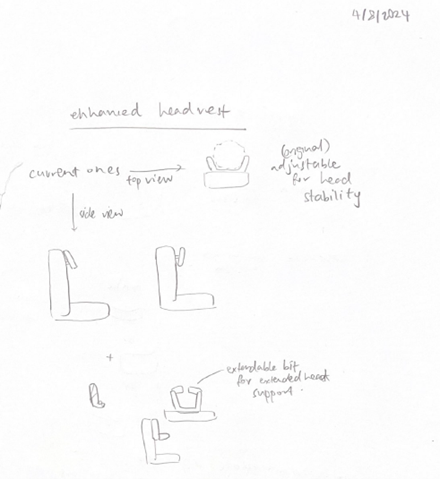 4/8/2024
enhanced headrest
current ones
top view
(original)
adjustable
for head
stability
side view
+
extendable bit
for extended head
support.